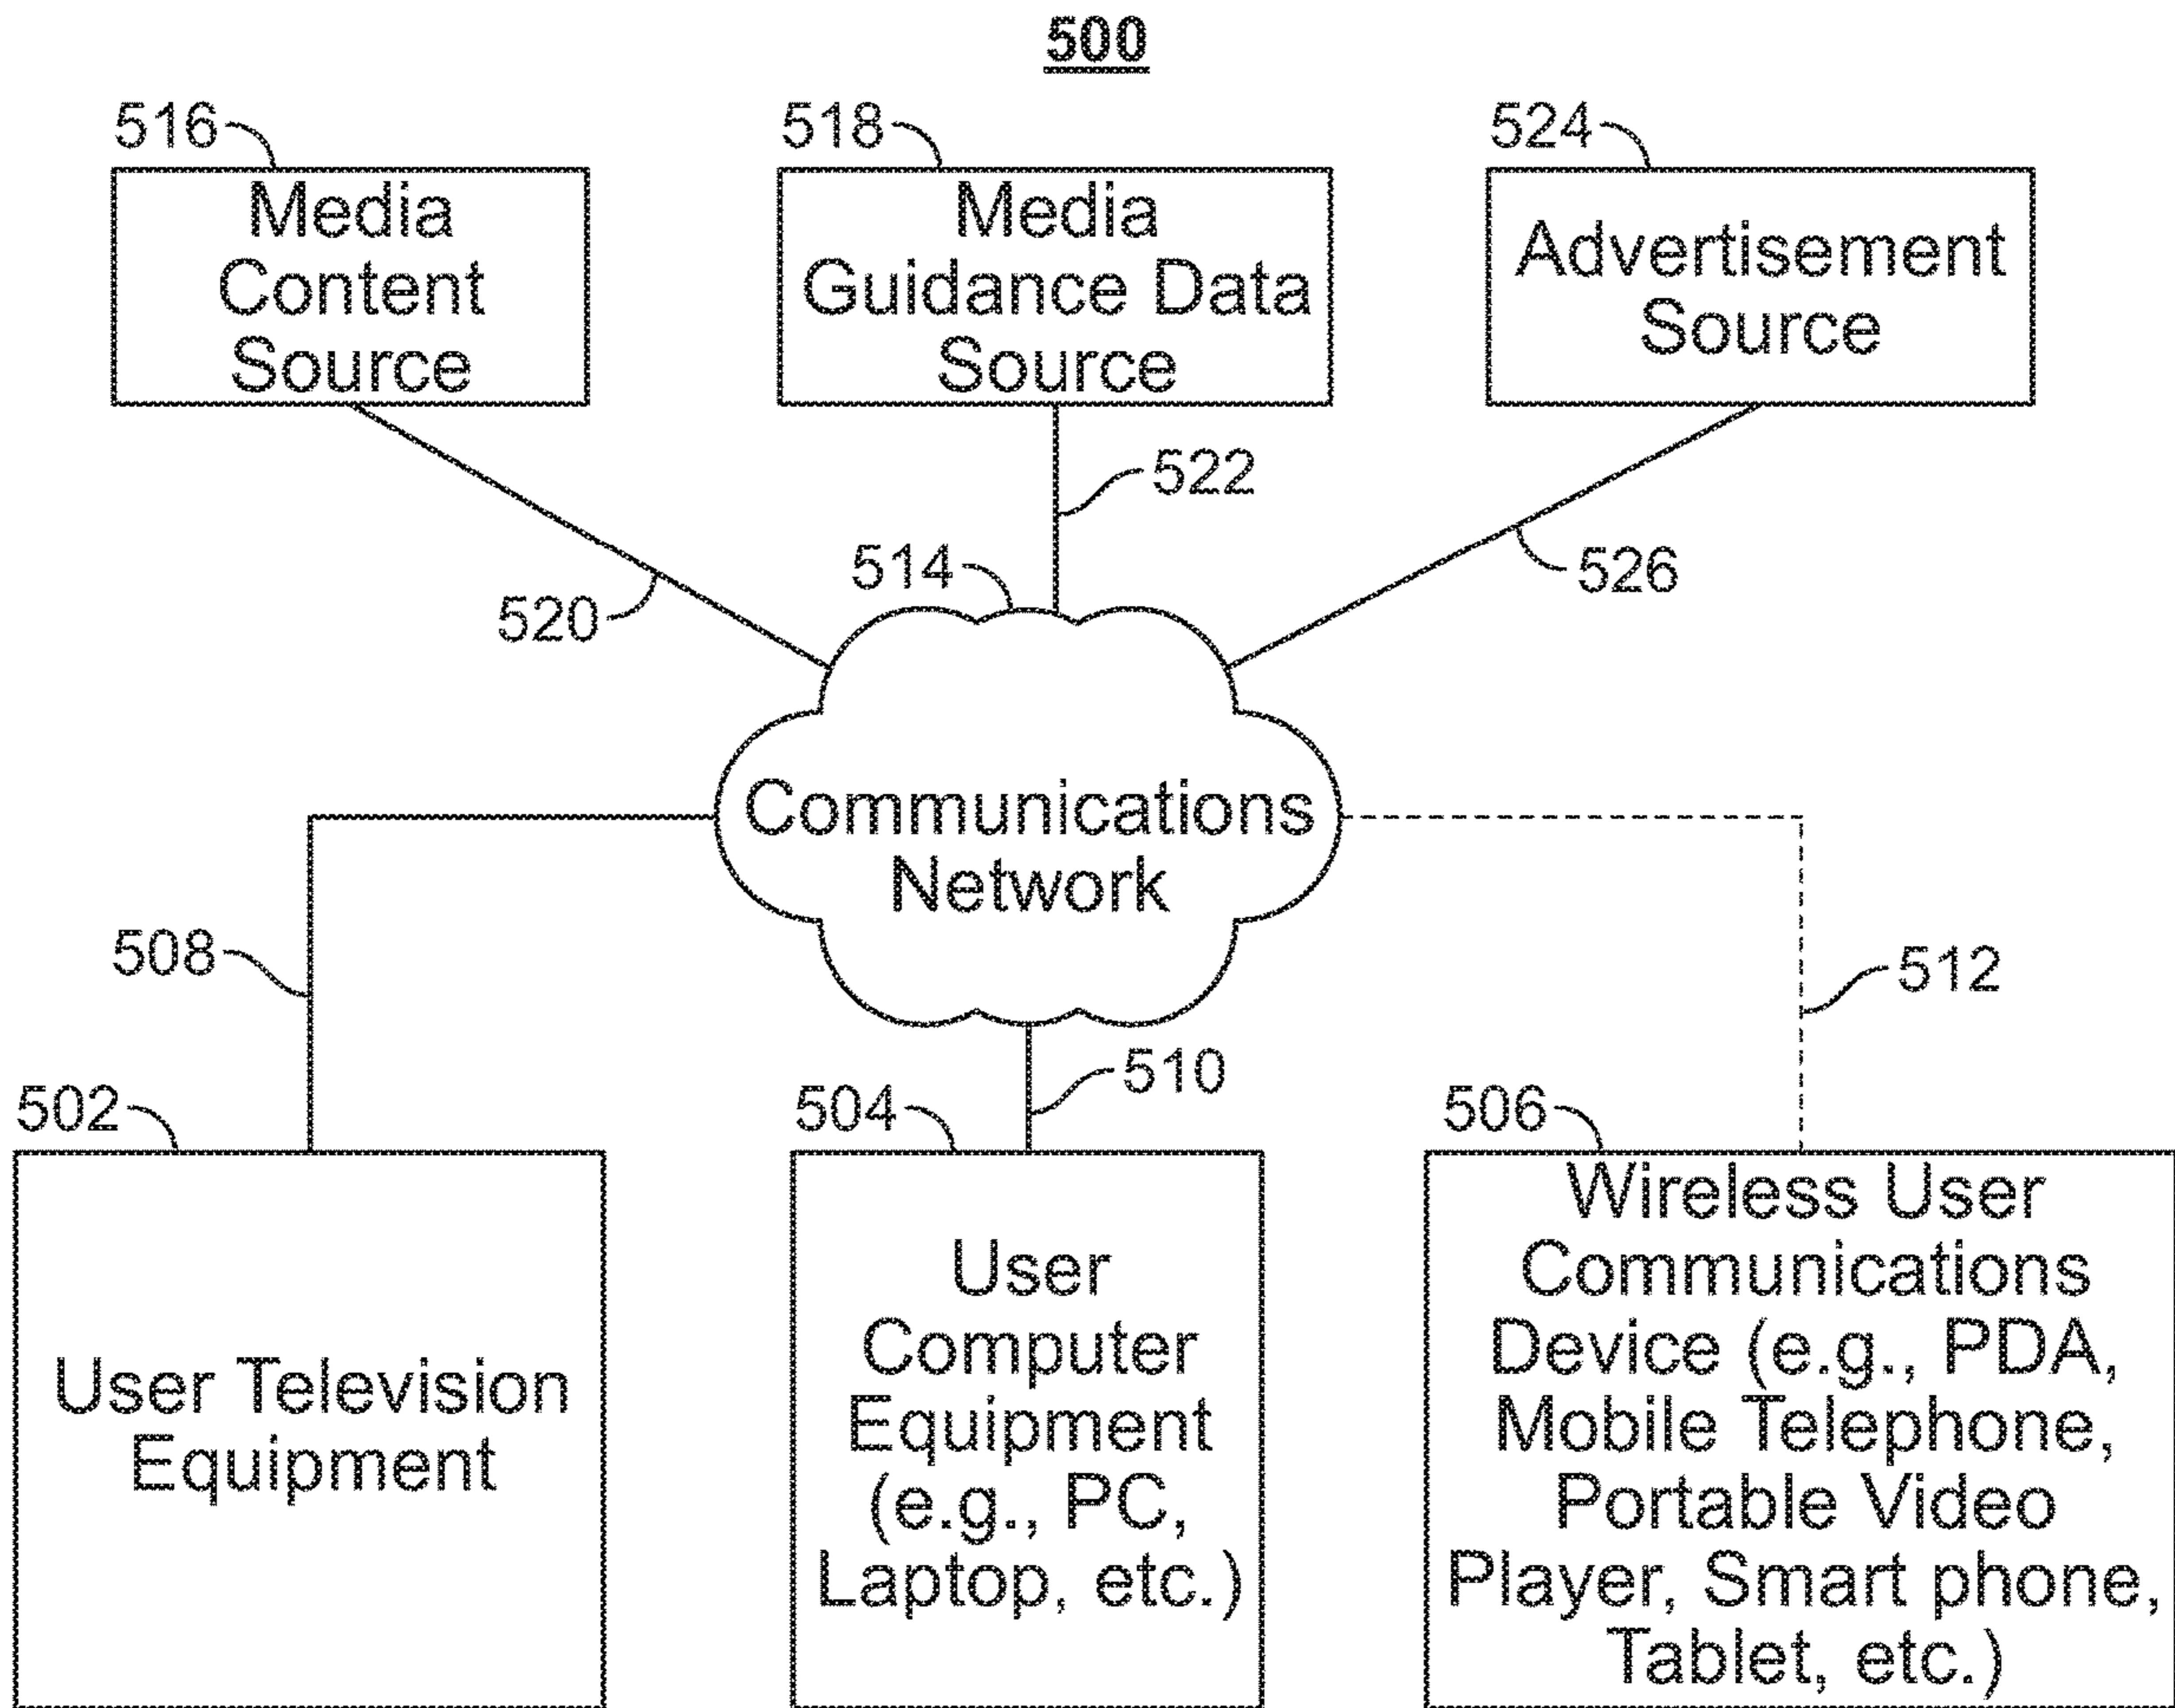 500
516
518
524
Media
Content
Source
Media
Guidance Data
Source
Advertisement
Source
522
514
526
520
Communications
Network
508
512
510
502
504
506
User Television
Equipment
User
Computer
Equipment
(e.g., PC,
Laptop, etc.)
Wireless User
Communications
Device (e.g., PDA,
Mobile Telephone,
Portable Video
Player, Smart phone,
Tablet, etc.)